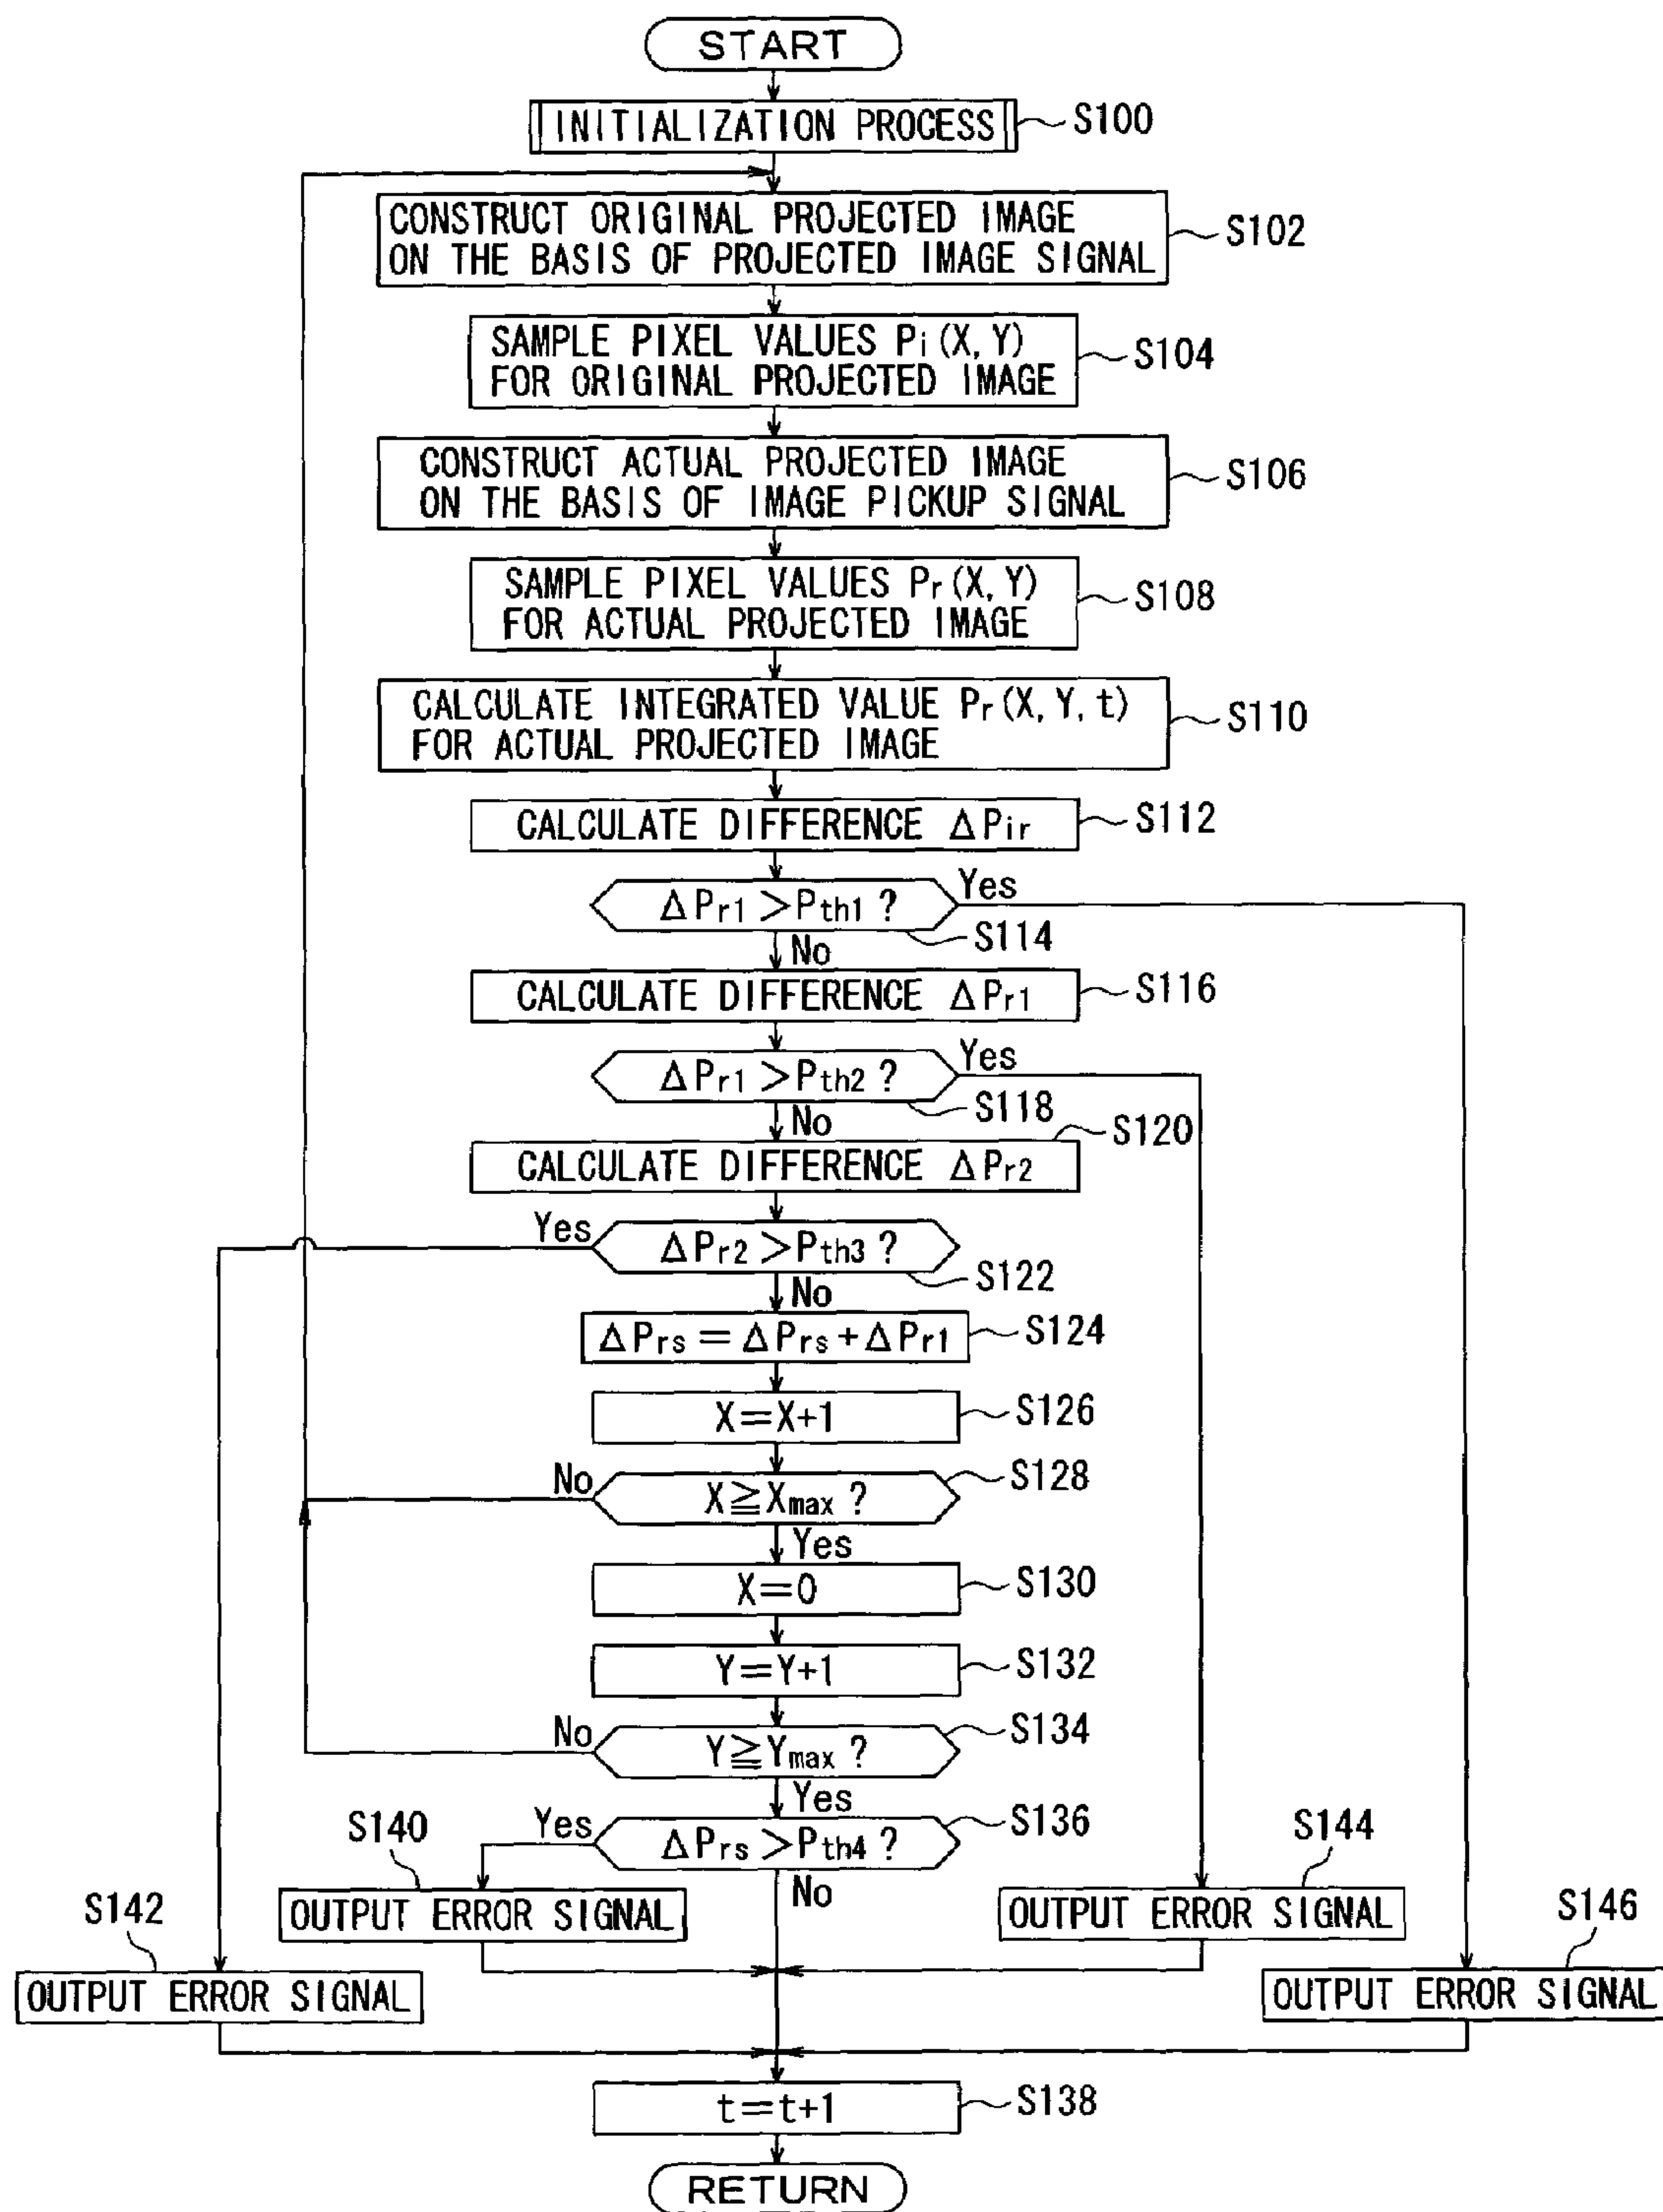 START
INITIALIZATION PROCESS
S100
CONSTRUCT ORIGINAL PROJECTED IMAGE
ON THE BASIS OF PROJECTED IMAGE SIGNAL
S102
SAMPLE PIXEL VALUES Pi(X, Y)
FOR ORIGINAL PROJECTED IMAGE
S104
CONSTRUCT ACTUAL PROJECTED IMAGE
ON THE BASIS OF IMAGE PICKUP SIGNAL
S106
SAMPLE PIXEL VALUES Pr(X, Y)
FOR ACTUAL PROJECTED IMAGE
S108
CALCULATE INTEGRATED VALUE Pr(X, Y, t)
FOR ACTUAL PROJECTED IMAGE
S110
CALCULATE DIFFERENCE ΔPir
S112
ΔPr1 > Pth1 ?
Yes
S114
No
CALCULATE DIFFERENCE ΔPr1
S116
ΔPr1 > Pth2 ?
Yes
S118
No
S120
CALCULATE DIFFERENCE ΔPr2
Yes
ΔPr2 > Pth3 ?
S122
No
ΔPrs = ΔPrs + ΔPr1
S124
X=X+1
S126
No
X≧Xmax ?
S128
Yes
X=0
S130
Y=Y+1
S132
No
Y≧Ymax ?
S134
Yes
Yes
ΔPrs > Pth4 ?
S136
No
S140
OUTPUT ERROR SIGNAL
S144
OUTPUT ERROR SIGNAL
S142
OUTPUT ERROR SIGNAL
S146
OUTPUT ERROR SIGNAL
t=t+1
S138
RETURN